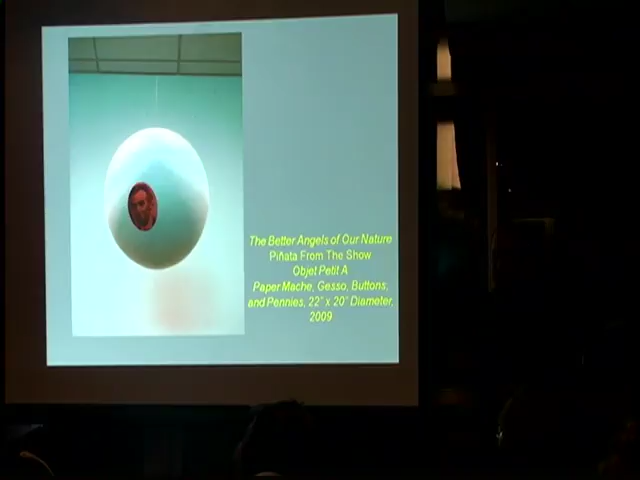 The Better Angels of Our Nature
Piñata From The Show
Objet Petit A
Paper Mache, Gesso, Buttons,
and Pennies, 22" x 20" Diameter,
2009